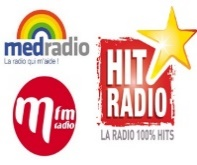 medradio
La radio qui m'aide !
HIT
RADIO
LA RADIO 100% HITS
m fm
radio